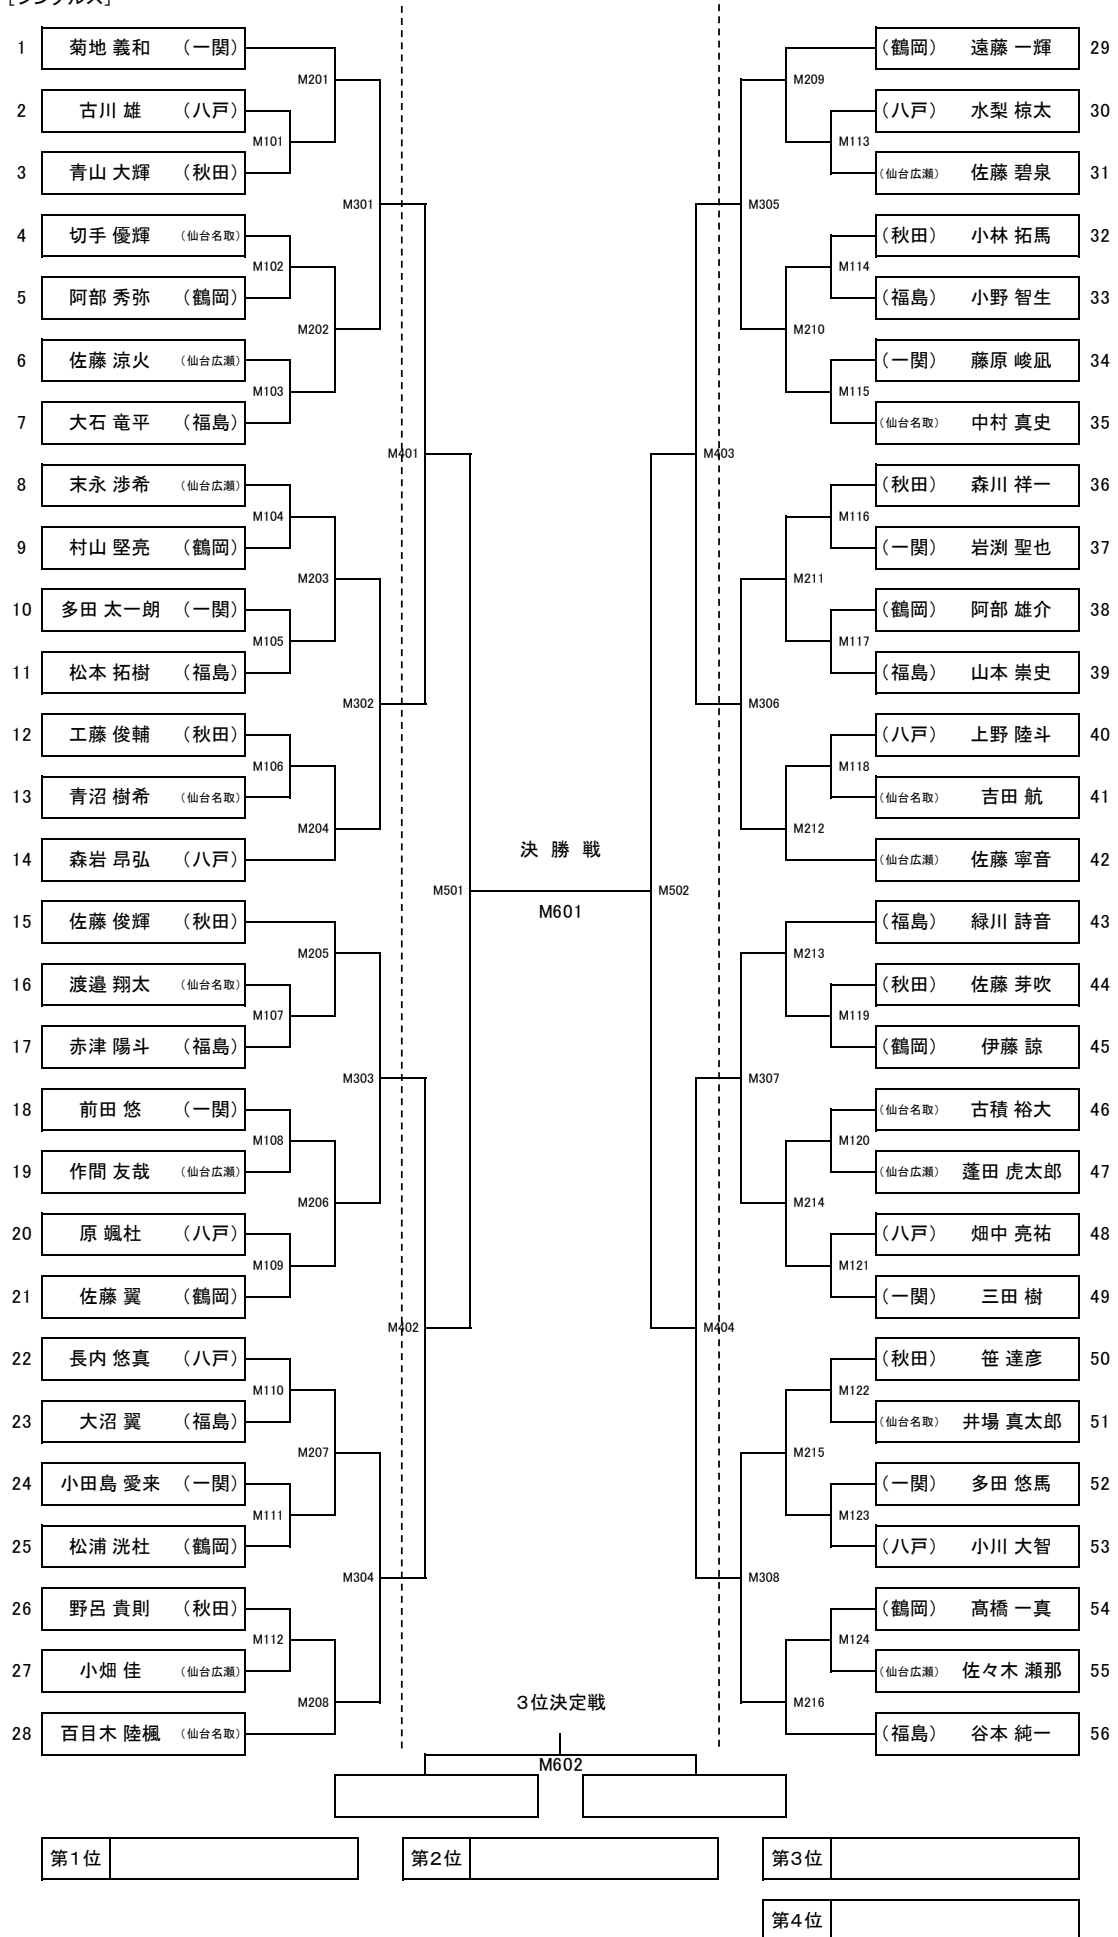 [シングルス]
1 菊地 義和 (一関)
2 古川 雄 (八戸)
3 青山 大輝 (秋田)
4 切手 優輝 (仙台名取)
5 阿部 秀弥 (鶴岡)
6 佐藤 涼火 (仙台広瀬)
7 大石 竜平 (福島)
8 末永 渉希 (仙台広瀬)
9 村山 堅亮 (鶴岡)
10 多田 太一朗 (一関)
11 松本 拓樹 (福島)
12 工藤 俊輔 (秋田)
13 青沼 樹希 (仙台名取)
14 森岩 昂弘 (八戸)
15 佐藤 俊輝 (秋田)
16 渡邉 翔太 (仙台名取)
17 赤津 陽斗 (福島)
18 前田 悠 (一関)
19 作間 友哉 (仙台広瀬)
20 原 颯杜 (八戸)
21 佐藤 翼 (鶴岡)
22 長内 悠真 (八戸)
23 大沼 翼 (福島)
24 小田島 愛来 (一関)
25 松浦 洸杜 (鶴岡)
26 野呂 貴則 (秋田)
27 小畑 佳 (仙台広瀬)
28 百目木 陸楓 (仙台名取)
M101
M102
M103
M104
M105
M106
M107
M108
M109
M110
M111
M112
M201
M202
M203
M204
M205
M206
M207
M208
M301
M302
M303
M304
M401
M402
M501
決 勝 戦
M601
M502
M403
M404
M305
M306
M307
M308
M209
M210
M211
M212
M213
M214
M215
M216
M113
M114
M115
M116
M117
M118
M119
M120
M121
M122
M123
M124
(鶴岡) 遠藤 一輝 29
(八戸) 水梨 椋太 30
(仙台広瀬) 佐藤 碧泉 31
(秋田) 小林 拓馬 32
(福島) 小野 智生 33
(一関) 藤原 峻凪 34
(仙台名取) 中村 真史 35
(秋田) 森川 祥一 36
(一関) 岩渕 聖也 37
(鶴岡) 阿部 雄介 38
(福島) 山本 崇史 39
(八戸) 上野 陸斗 40
(仙台名取) 吉田 航 41
(仙台広瀬) 佐藤 寧音 42
(福島) 緑川 詩音 43
(秋田) 佐藤 芽吹 44
(鶴岡) 伊藤 諒 45
(仙台名取) 古積 裕大 46
(仙台広瀬) 蓬田 虎太郎 47
(八戸) 畑中 亮祐 48
(一関) 三田 樹 49
(秋田) 笹 達彦 50
(仙台名取) 井場 真太郎 51
(一関) 多田 悠馬 52
(八戸) 小川 大智 53
(鶴岡) 髙橋 一真 54
(仙台広瀬) 佐々木 瀬那 55
(福島) 谷本 純一 56
3位決定戦
M602
第1位
第2位
第3位
第4位